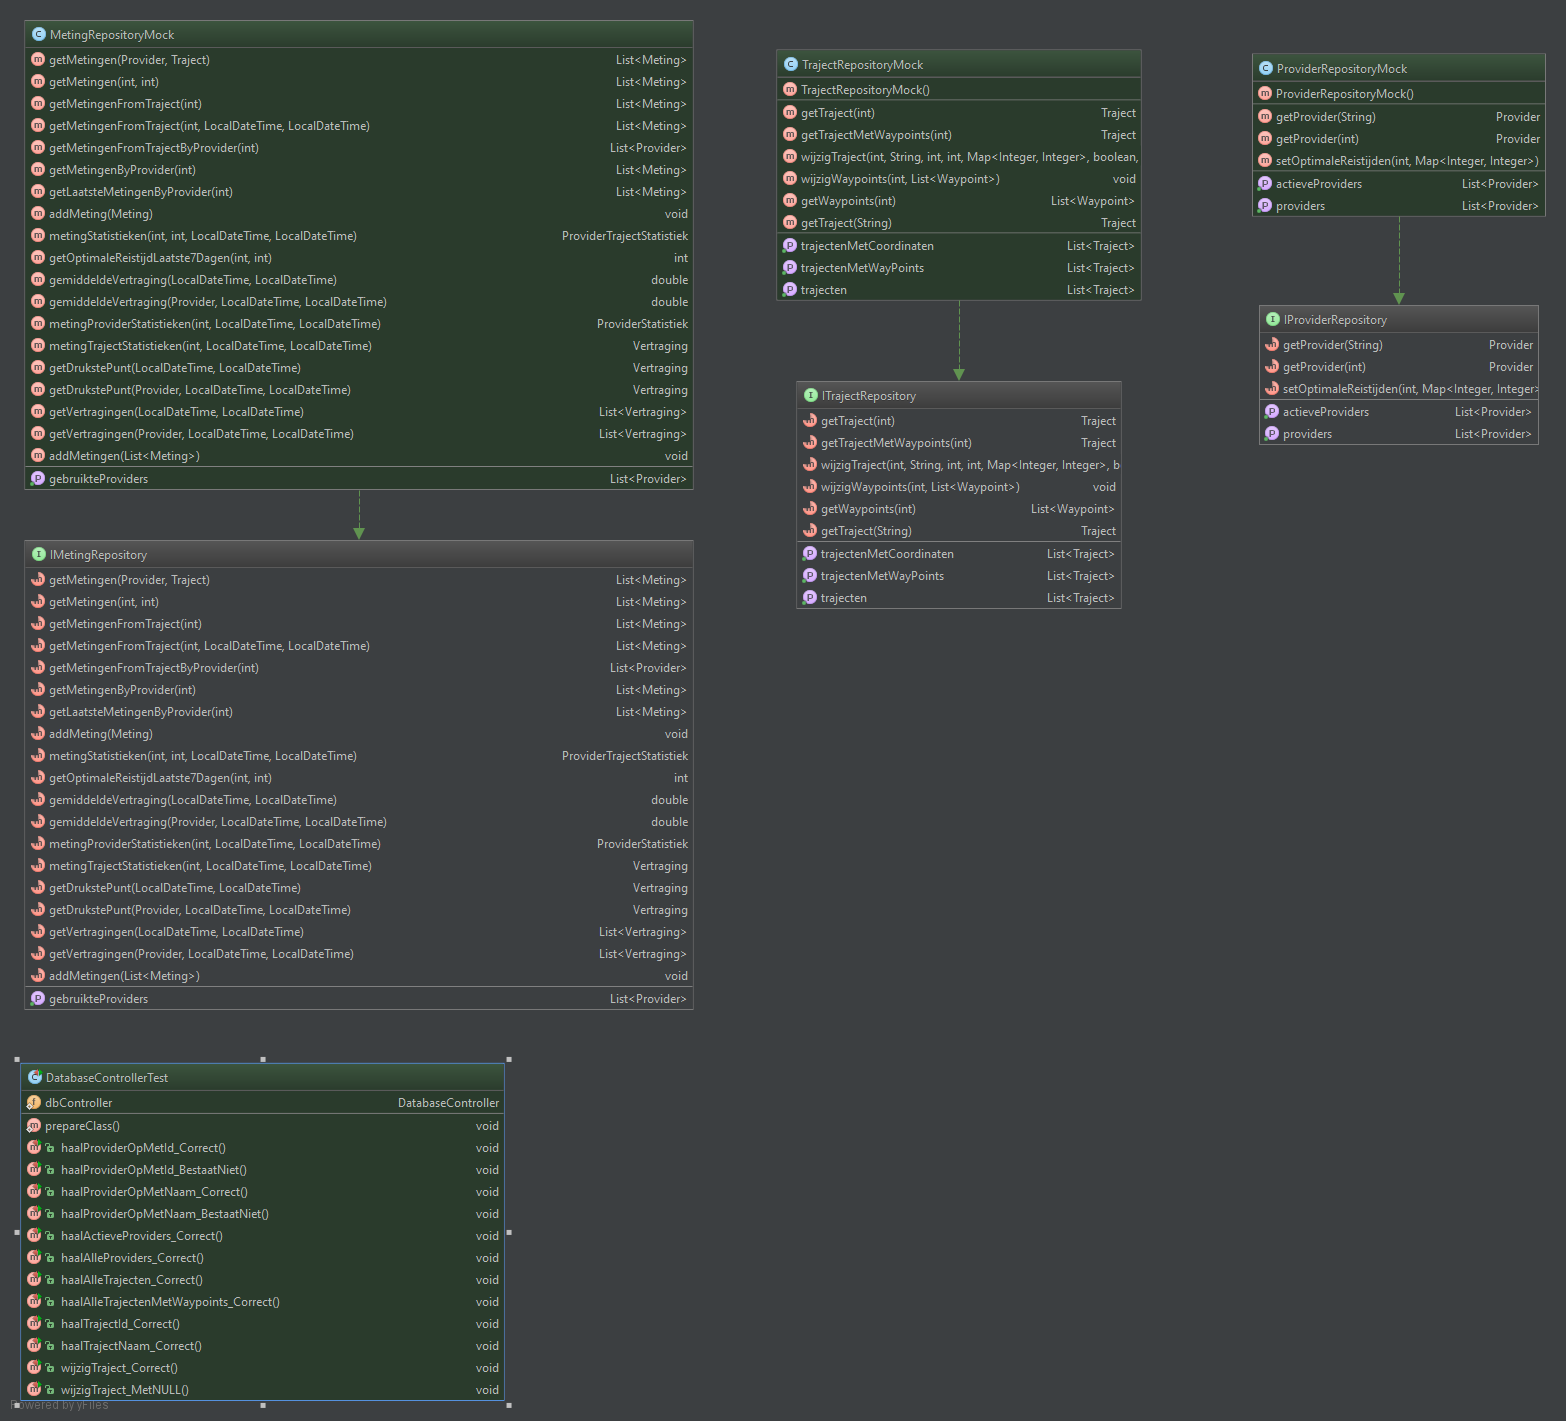 MetingRepositoryMock
getMetingen(Provider, Traject) List<Meting>
getMetingen(int, int) List<Meting>
getMetingenFromTraject(int) List<Meting>
getMetingenFromTraject(int, LocalDateTime, LocalDateTime) List<Meting>
getMetingenFromTrajectByProvider(int) List<Provider>
getMetingenByProvider(int) List<Meting>
getLaatsteMetingenByProvider(int) List<Meting>
addMeting(Meting) void
metingStatistieken(int, int, LocalDateTime, LocalDateTime) ProviderTrajectStatistiek
getOptimaleReistijdLaatste7Dagen(int, int) int
gemiddeldeVertraging(LocalDateTime, LocalDateTime) double
gemiddeldeVertraging(Provider, LocalDateTime, LocalDateTime) double
metingProviderStatistieken(int, LocalDateTime, LocalDateTime) ProviderStatistiek
metingTrajectStatistieken(int, LocalDateTime, LocalDateTime) Vertraging
getDrukstePunt(LocalDateTime, LocalDateTime) Vertraging
getDrukstePunt(Provider, LocalDateTime, LocalDateTime) Vertraging
getVertragingen(LocalDateTime, LocalDateTime) List<Vertraging>
getVertragingen(Provider, LocalDateTime, LocalDateTime) List<Vertraging>
addMetingen(List<Meting>) void
gebruikteProviders List<Provider>
IMetingRepository
getMetingen(Provider, Traject) List<Meting>
getMetingen(int, int) List<Meting>
getMetingenFromTraject(int) List<Meting>
getMetingenFromTraject(int, LocalDateTime, LocalDateTime) List<Meting>
getMetingenFromTrajectByProvider(int) List<Provider>
getMetingenByProvider(int) List<Meting>
getLaatsteMetingenByProvider(int) List<Meting>
addMeting(Meting) void
metingStatistieken(int, int, LocalDateTime, LocalDateTime) ProviderTrajectStatistiek
getOptimaleReistijdLaatste7Dagen(int, int) int
gemiddeldeVertraging(LocalDateTime, LocalDateTime) double
gemiddeldeVertraging(Provider, LocalDateTime, LocalDateTime) double
metingProviderStatistieken(int, LocalDateTime, LocalDateTime) ProviderStatistiek
metingTrajectStatistieken(int, LocalDateTime, LocalDateTime) Vertraging
getDrukstePunt(LocalDateTime, LocalDateTime) Vertraging
getDrukstePunt(Provider, LocalDateTime, LocalDateTime) Vertraging
getVertragingen(LocalDateTime, LocalDateTime) List<Vertraging>
getVertragingen(Provider, LocalDateTime, LocalDateTime) List<Vertraging>
addMetingen(List<Meting>) void
gebruikteProviders List<Provider>
TrajectRepositoryMock
TrajectRepositoryMock()
getTraject(int) Traject
getTrajectMetWaypoints(int) Traject
wijzigTraject(int, String, int, int, Map<Integer, Integer>, boolean,
wijzigWaypoints(int, List<Waypoint>) void
getWaypoints(int) List<Waypoint>
getTraject(String) Traject
trajectenMetCoordinaten List<Traject>
trajectenMetWayPoints List<Traject>
trajecten List<Traject>
ITrajectRepository
getTraject(int) Traject
getTrajectMetWaypoints(int) Traject
wijzigTraject(int, String, int, int, Map<Integer, Integer>, b
wijzigWaypoints(int, List<Waypoint>) void
getWaypoints(int) List<Waypoint>
getTraject(String) Traject
trajectenMetCoordinaten List<Traject>
trajectenMetWayPoints List<Traject>
trajecten List<Traject>
ProviderRepositoryMock
ProviderRepositoryMock()
getProvider(String) Provider
getProvider(int) Provider
setOptimaleReistijden(int, Map<Integer, Integer>)
actieveProviders List<Provider>
providers List<Provider>
IProviderRepository
getProvider(String) Provider
getProvider(int) Provider
setOptimaleReistijden(int, Map<Integer, Integer>
actieveProviders List<Provider>
providers List<Provider>
DatabaseControllerTest
dbController DatabaseController
prepareClass() void
haalProviderOpMetId_Correct() void
haalProviderOpMetId_BestaatNiet() void
haalProviderOpMetNaam_Correct() void
haalProviderOpMetNaam_BestaatNiet() void
haalActieveProviders_Correct() void
haalAlleProviders_Correct() void
haalAlleTrajecten_Correct() void
haalAlleTrajectenMetWaypoints_Correct() void
haalTrajectId_Correct() void
haalTrajectNaam_Correct() void
wijzigTraject_Correct() void
wijzigTraject_MetNULL() void
Powered by yFiles